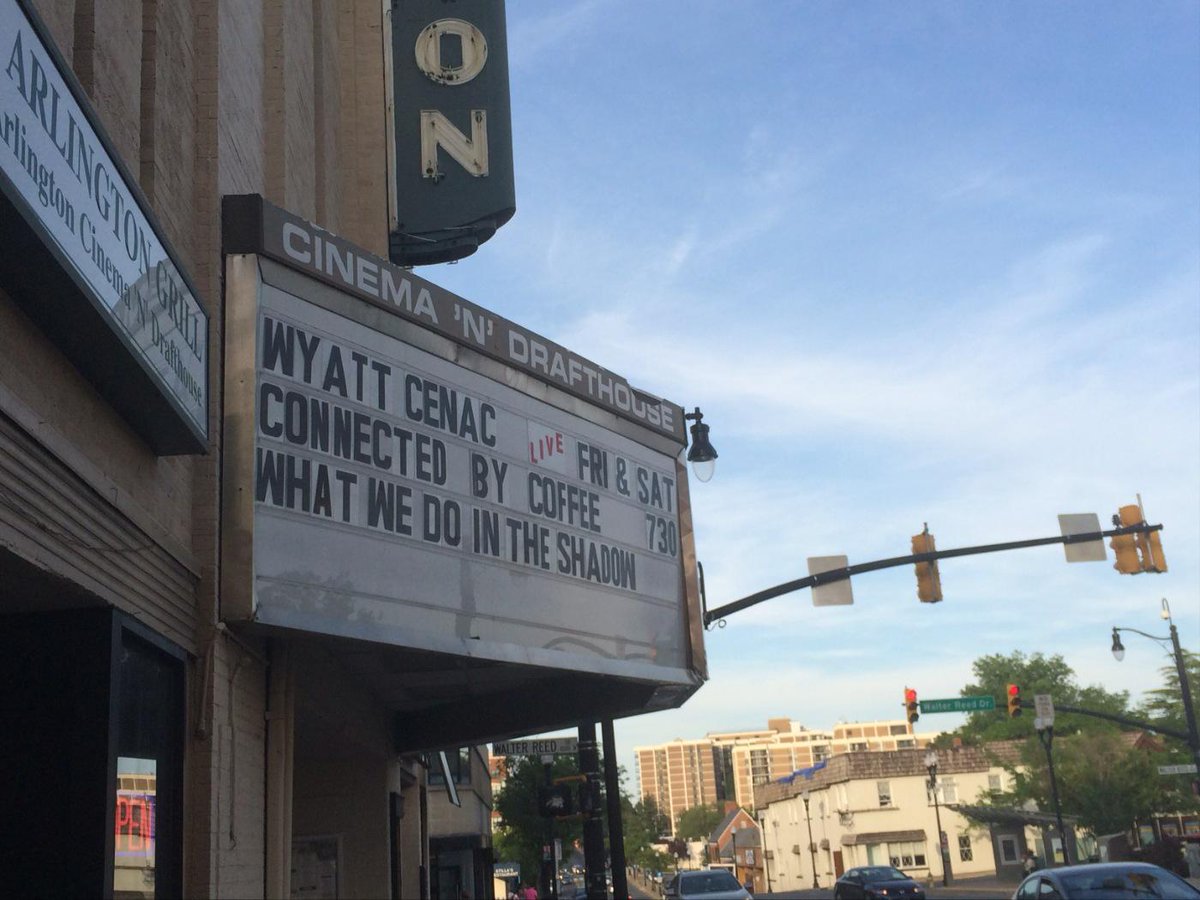 ON
ARLINGTON GRILL
Arlington Cinema 'N' Drafthouse
CINEMA 'N' DRAFTHOUSE
WYATT CENAC LIVE FRI & SAT
CONNECTED BY COFFEE 730
WHAT WE DO IN THE SHADOW
Walter Reed Dr
WALTER REED